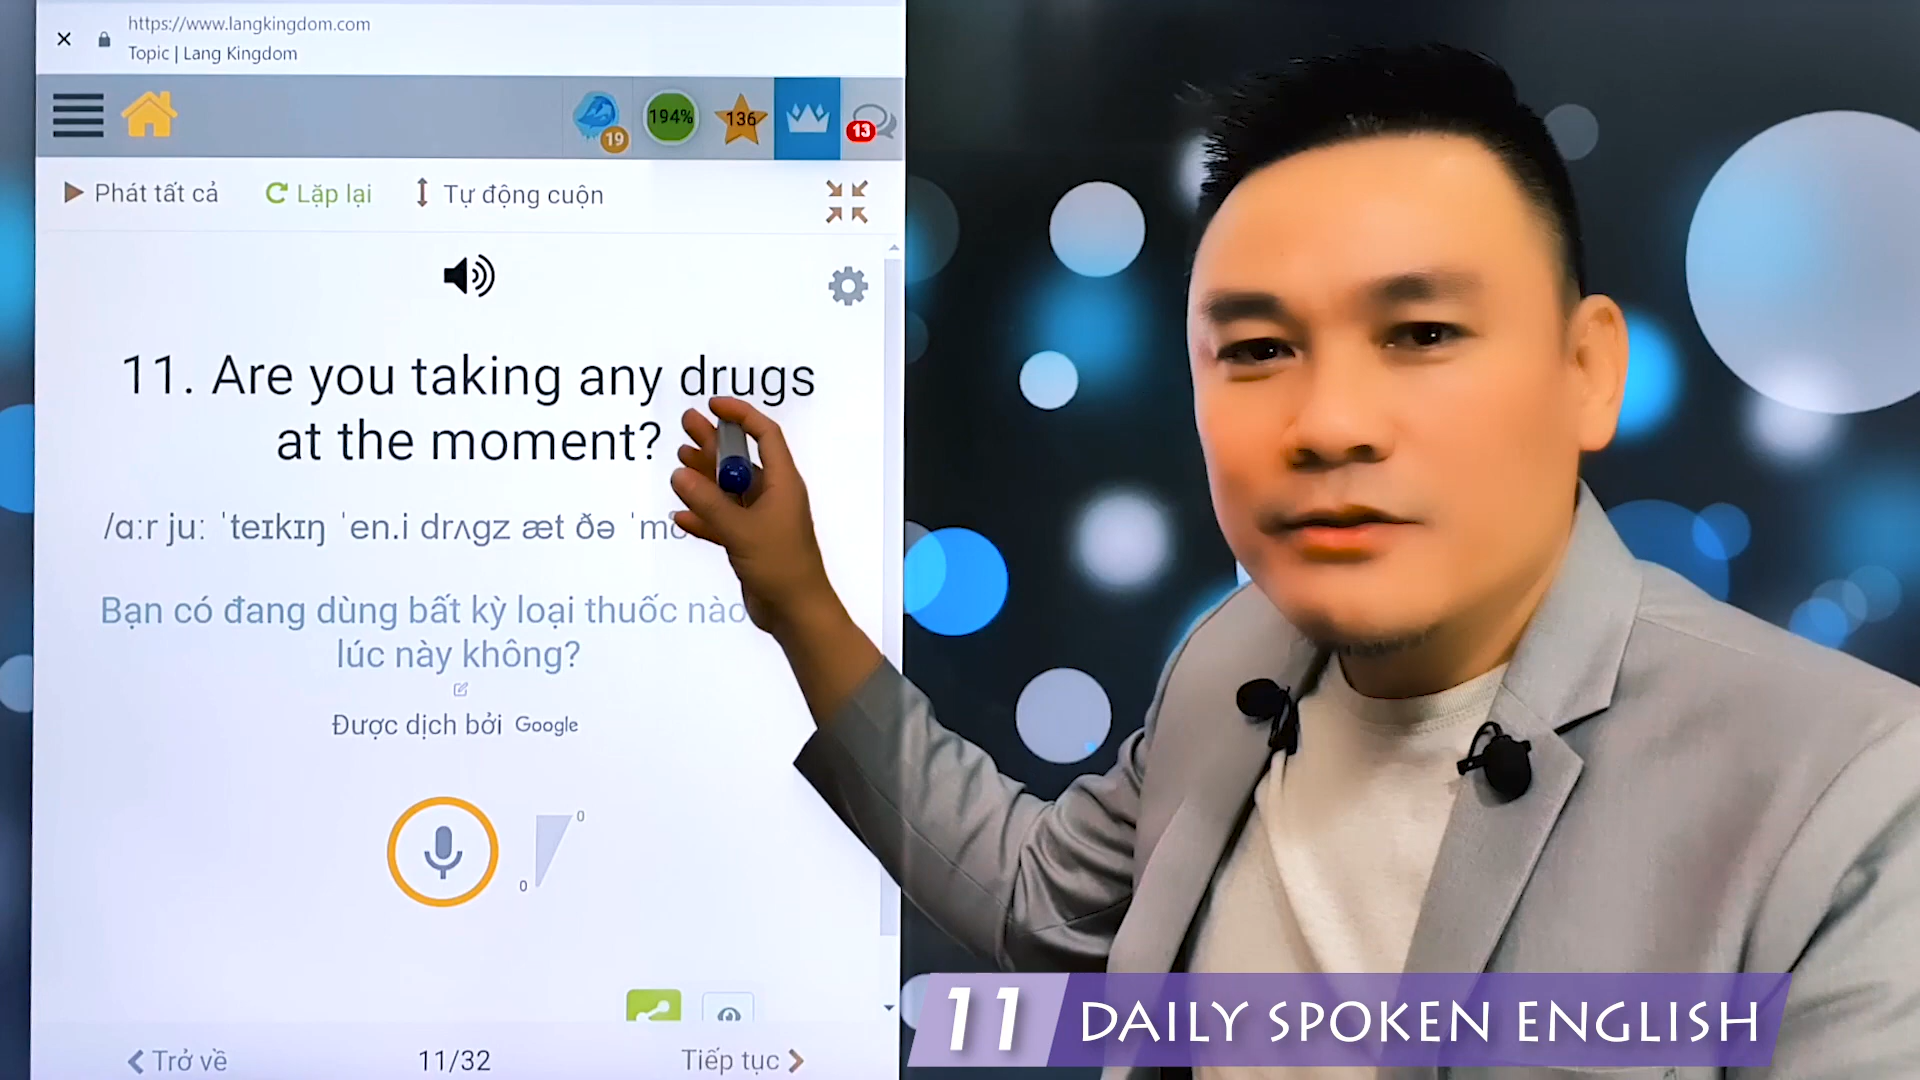 https://www.langkingdom.com
Topic | Lang Kingdom
19
194%
136
13
Phát tất cả
Lặp lại
Tự động cuộn
11. Are you taking any drugs
at the moment?
/ɑːr juː ˈteɪkɪŋ ˈen.i drʌɡz æt ðə
Bạn có đang dùng bất kỳ loại thuốc nào
lúc này không?
Được dịch bởi Google
0
0
Trở về
11/32
Tiếp tục
11 DAILY SPOKEN ENGLISH